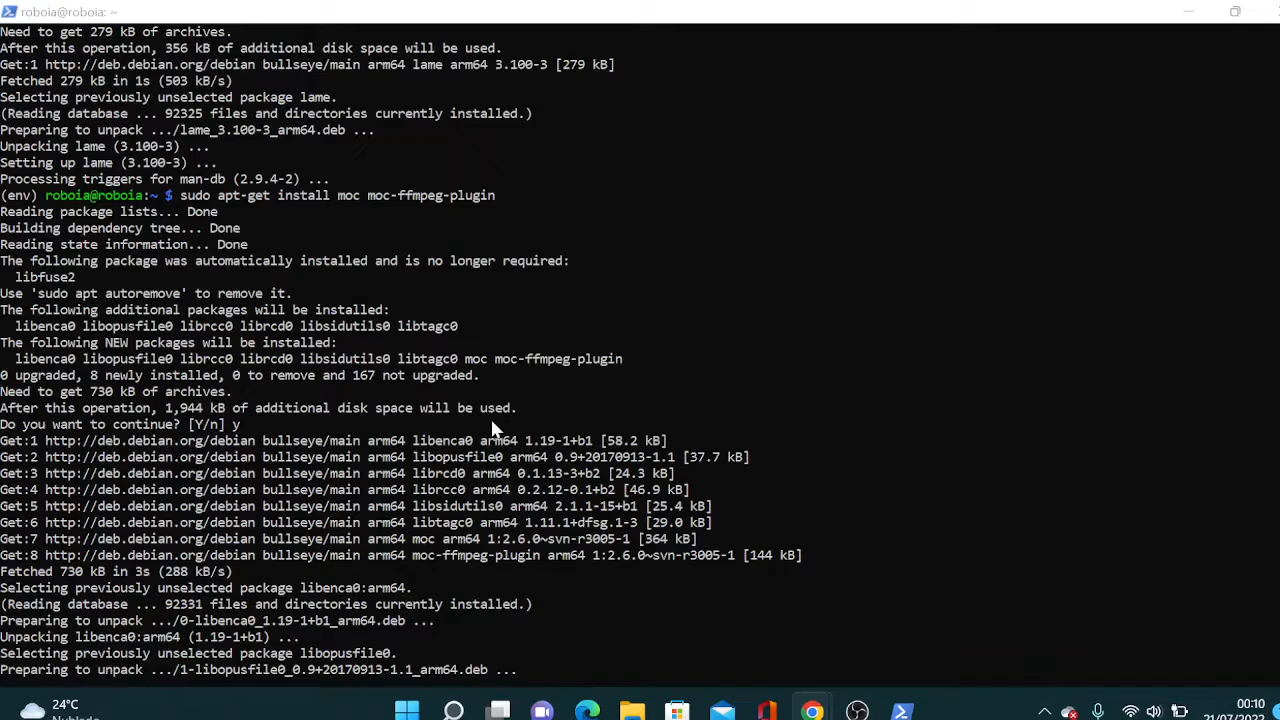 roboia@roboia: ~
Need to get 279 kB of archives.
After this operation, 356 kB of additional disk space will be used.
Get:1 http://deb.debian.org/debian bullseye/main arm64 lame arm64 3.100-3 [279 kB]
Fetched 279 kB in 1s (503 kB/s)
Selecting previously unselected package lame.
(Reading database ... 92325 files and directories currently installed.)
Preparing to unpack .../lame_3.100-3_arm64.deb ...
Unpacking lame (3.100-3) ...
Setting up lame (3.100-3) ...
Processing triggers for man-db (2.9.4-2) ...
(env) roboia@roboia:~ $ sudo apt-get install moc moc-ffmpeg-plugin
Reading package lists... Done
Building dependency tree... Done
Reading state information... Done
The following package was automatically installed and is no longer required:
  libfuse2
Use 'sudo apt autoremove' to remove it.
The following additional packages will be installed:
  libenca0 libopusfile0 librcc0 librcd0 libsidutils0 libtagc0
The following NEW packages will be installed:
  libenca0 libopusfile0 librcc0 librcd0 libsidutils0 libtagc0 moc moc-ffmpeg-plugin
0 upgraded, 8 newly installed, 0 to remove and 167 not upgraded.
Need to get 730 kB of archives.
After this operation, 1,944 kB of additional disk space will be used.
Do you want to continue? [Y/n] y
Get:1 http://deb.debian.org/debian bullseye/main arm64 libenca0 arm64 1.19-1+b1 [58.2 kB]
Get:2 http://deb.debian.org/debian bullseye/main arm64 libopusfile0 arm64 0.9+20170913-1.1 [37.7 kB]
Get:3 http://deb.debian.org/debian bullseye/main arm64 librcd0 arm64 0.1.13-3+b2 [24.3 kB]
Get:4 http://deb.debian.org/debian bullseye/main arm64 librcc0 arm64 0.2.12-0.1+b2 [46.9 kB]
Get:5 http://deb.debian.org/debian bullseye/main arm64 libsidutils0 arm64 2.1.1-15+b1 [25.4 kB]
Get:6 http://deb.debian.org/debian bullseye/main arm64 libtagc0 arm64 1.11.1+dfsg.1-3 [29.0 kB]
Get:7 http://deb.debian.org/debian bullseye/main arm64 moc arm64 1:2.6.0~svn-r3005-1 [364 kB]
Get:8 http://deb.debian.org/debian bullseye/main arm64 moc-ffmpeg-plugin arm64 1:2.6.0~svn-r3005-1 [144 kB]
Fetched 730 kB in 3s (288 kB/s)
Selecting previously unselected package libenca0:arm64.
(Reading database ... 92331 files and directories currently installed.)
Preparing to unpack .../0-libenca0_1.19-1+b1_arm64.deb ...
Unpacking libenca0:arm64 (1.19-1+b1) ...
Selecting previously unselected package libopusfile0.
Preparing to unpack .../1-libopusfile0_0.9+20170913-1.1_arm64.deb ...
24°C
00:10